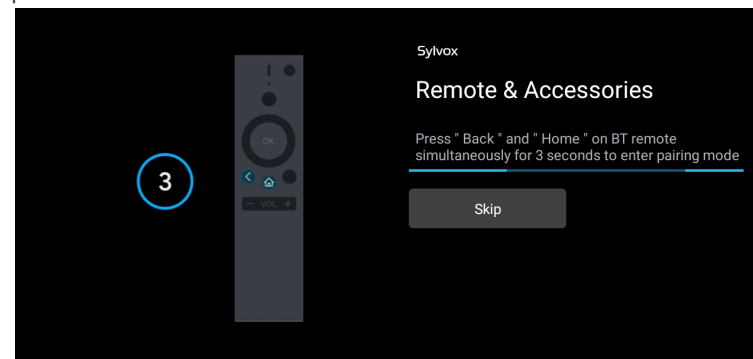 Sylvox
Remote & Accessories
Press " Back " and " Home " on BT remote
simultaneously for 3 seconds to enter pairing mode
3
OK
- VOL +
Skip